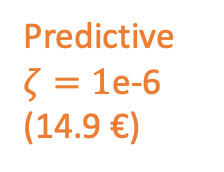 Predictive
ζ = 1e-6
(14.9 €)